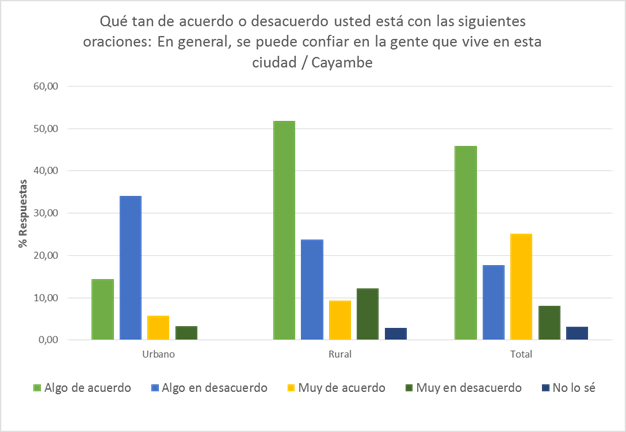 Qué tan de acuerdo o desacuerdo usted está con las siguientes
oraciones: En general, se puede confiar en la gente que vive en esta
ciudad / Cayambe
60,00
50,00
40,00
30,00
20,00
10,00
0,00
% Respuestas
Urbano Rural Total
Algo de acuerdo Algo en desacuerdo Muy de acuerdo Muy en desacuerdo No lo sé